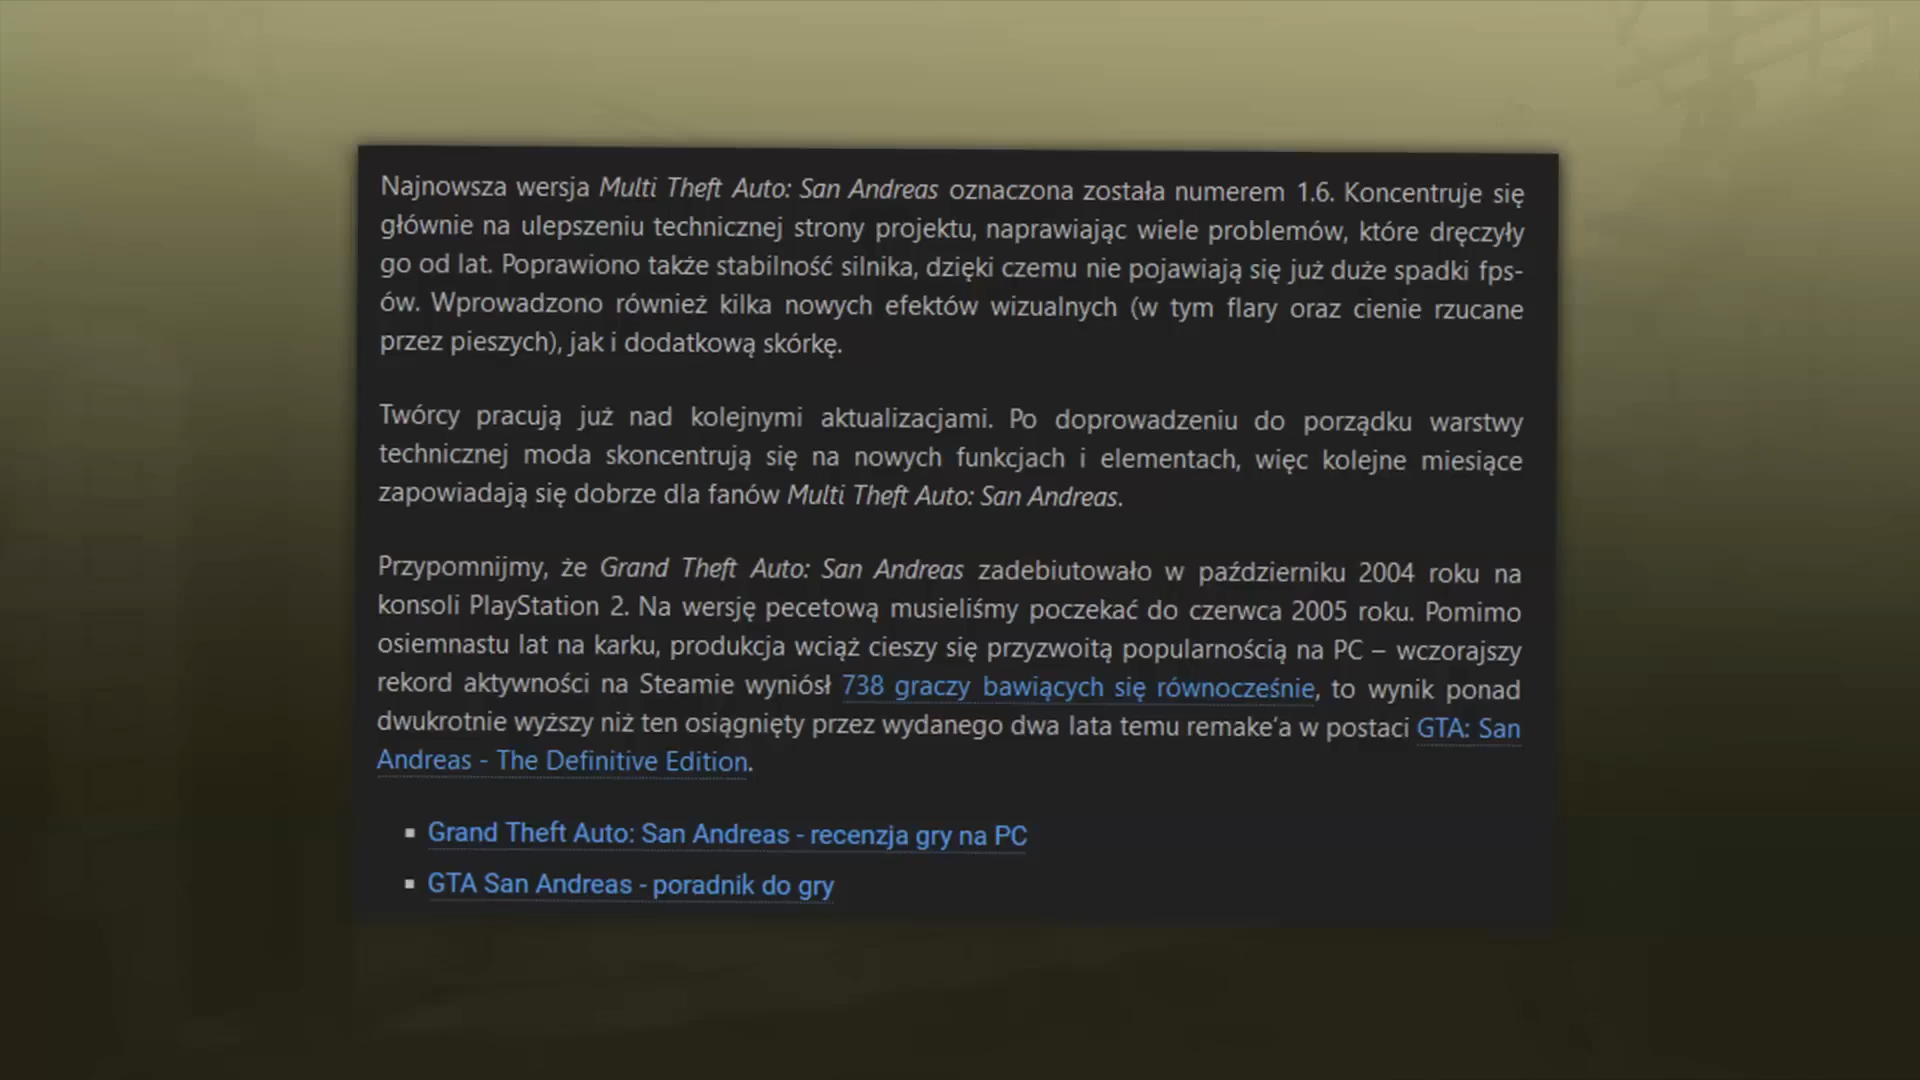 Najnowsza wersja Multi Theft Auto: San Andreas oznaczona została numerem 1.6. Koncentruje się
głównie na ulepszeniu technicznej strony projektu, naprawiając wiele problemów, które dręczyły
go od lat. Poprawiono także stabilność silnika, dzięki czemu nie pojawiają się już duże spadki fps-
ów. Wprowadzono również kilka nowych efektów wizualnych (w tym flary oraz cienie rzucane
przez pieszych), jak i dodatkową skórkę.
Twórcy pracują już nad kolejnymi aktualizacjami. Po doprowadzeniu do porządku warstwy
technicznej moda skoncentrują się na nowych funkcjach i elementach, więc kolejne miesiące
zapowiadają się dobrze dla fanów Multi Theft Auto: San Andreas.
Przypomnijmy, że Grand Theft Auto: San Andreas zadebiutowało w październiku 2004 roku na
konsoli PlayStation 2. Na wersję pecetową musieliśmy poczekać do czerwca 2005 roku. Pomimo
osiemnastu lat na karku, produkcja wciąż cieszy się przyzwoitą popularnością na PC – wczorajszy
rekord aktywności na Steamie wyniósł 738 graczy bawiących się równocześnie, to wynik ponad
dwukrotnie wyższy niż ten osiągnięty przez wydanego dwa lata temu remake'a w postaci GTA: San
Andreas - The Definitive Edition.
▪ Grand Theft Auto: San Andreas - recenzja gry na PC
▪ GTA San Andreas - poradnik do gry